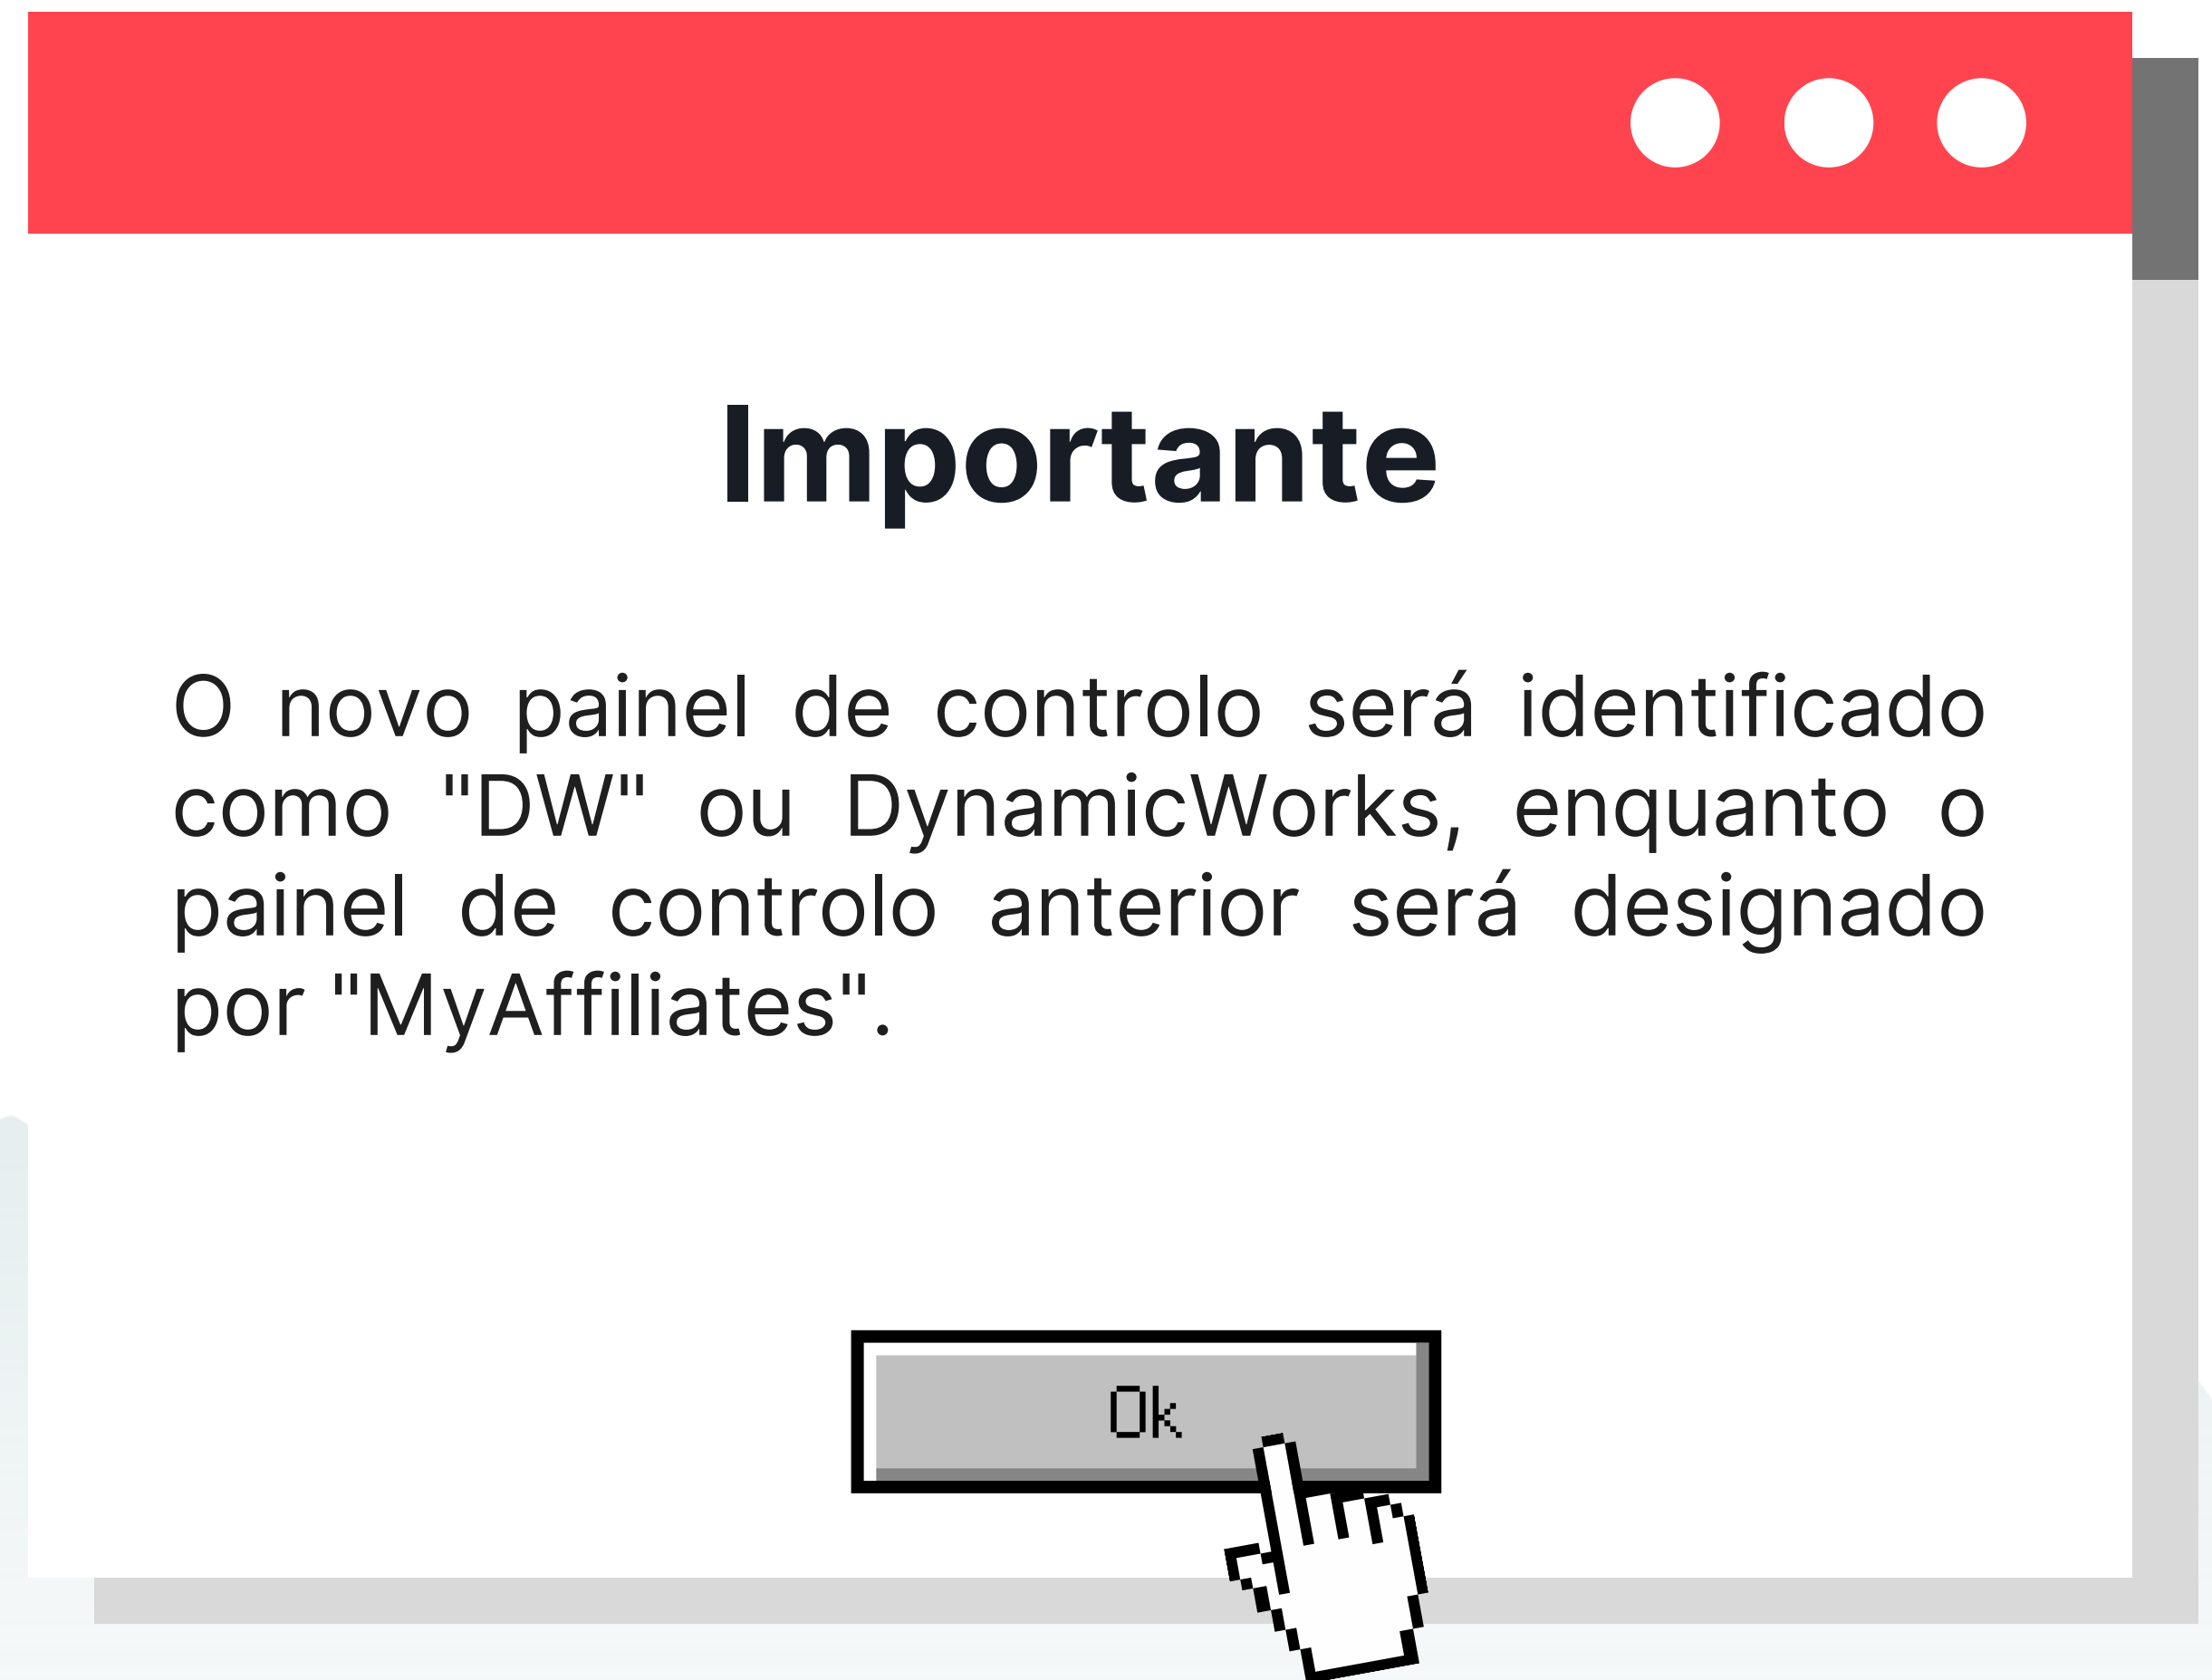 Importante
O novo painel de controlo será identificado
como "DW" ou DynamicWorks, enquanto o
painel de controlo anterior será designado
por "MyAffiliates".
Ok